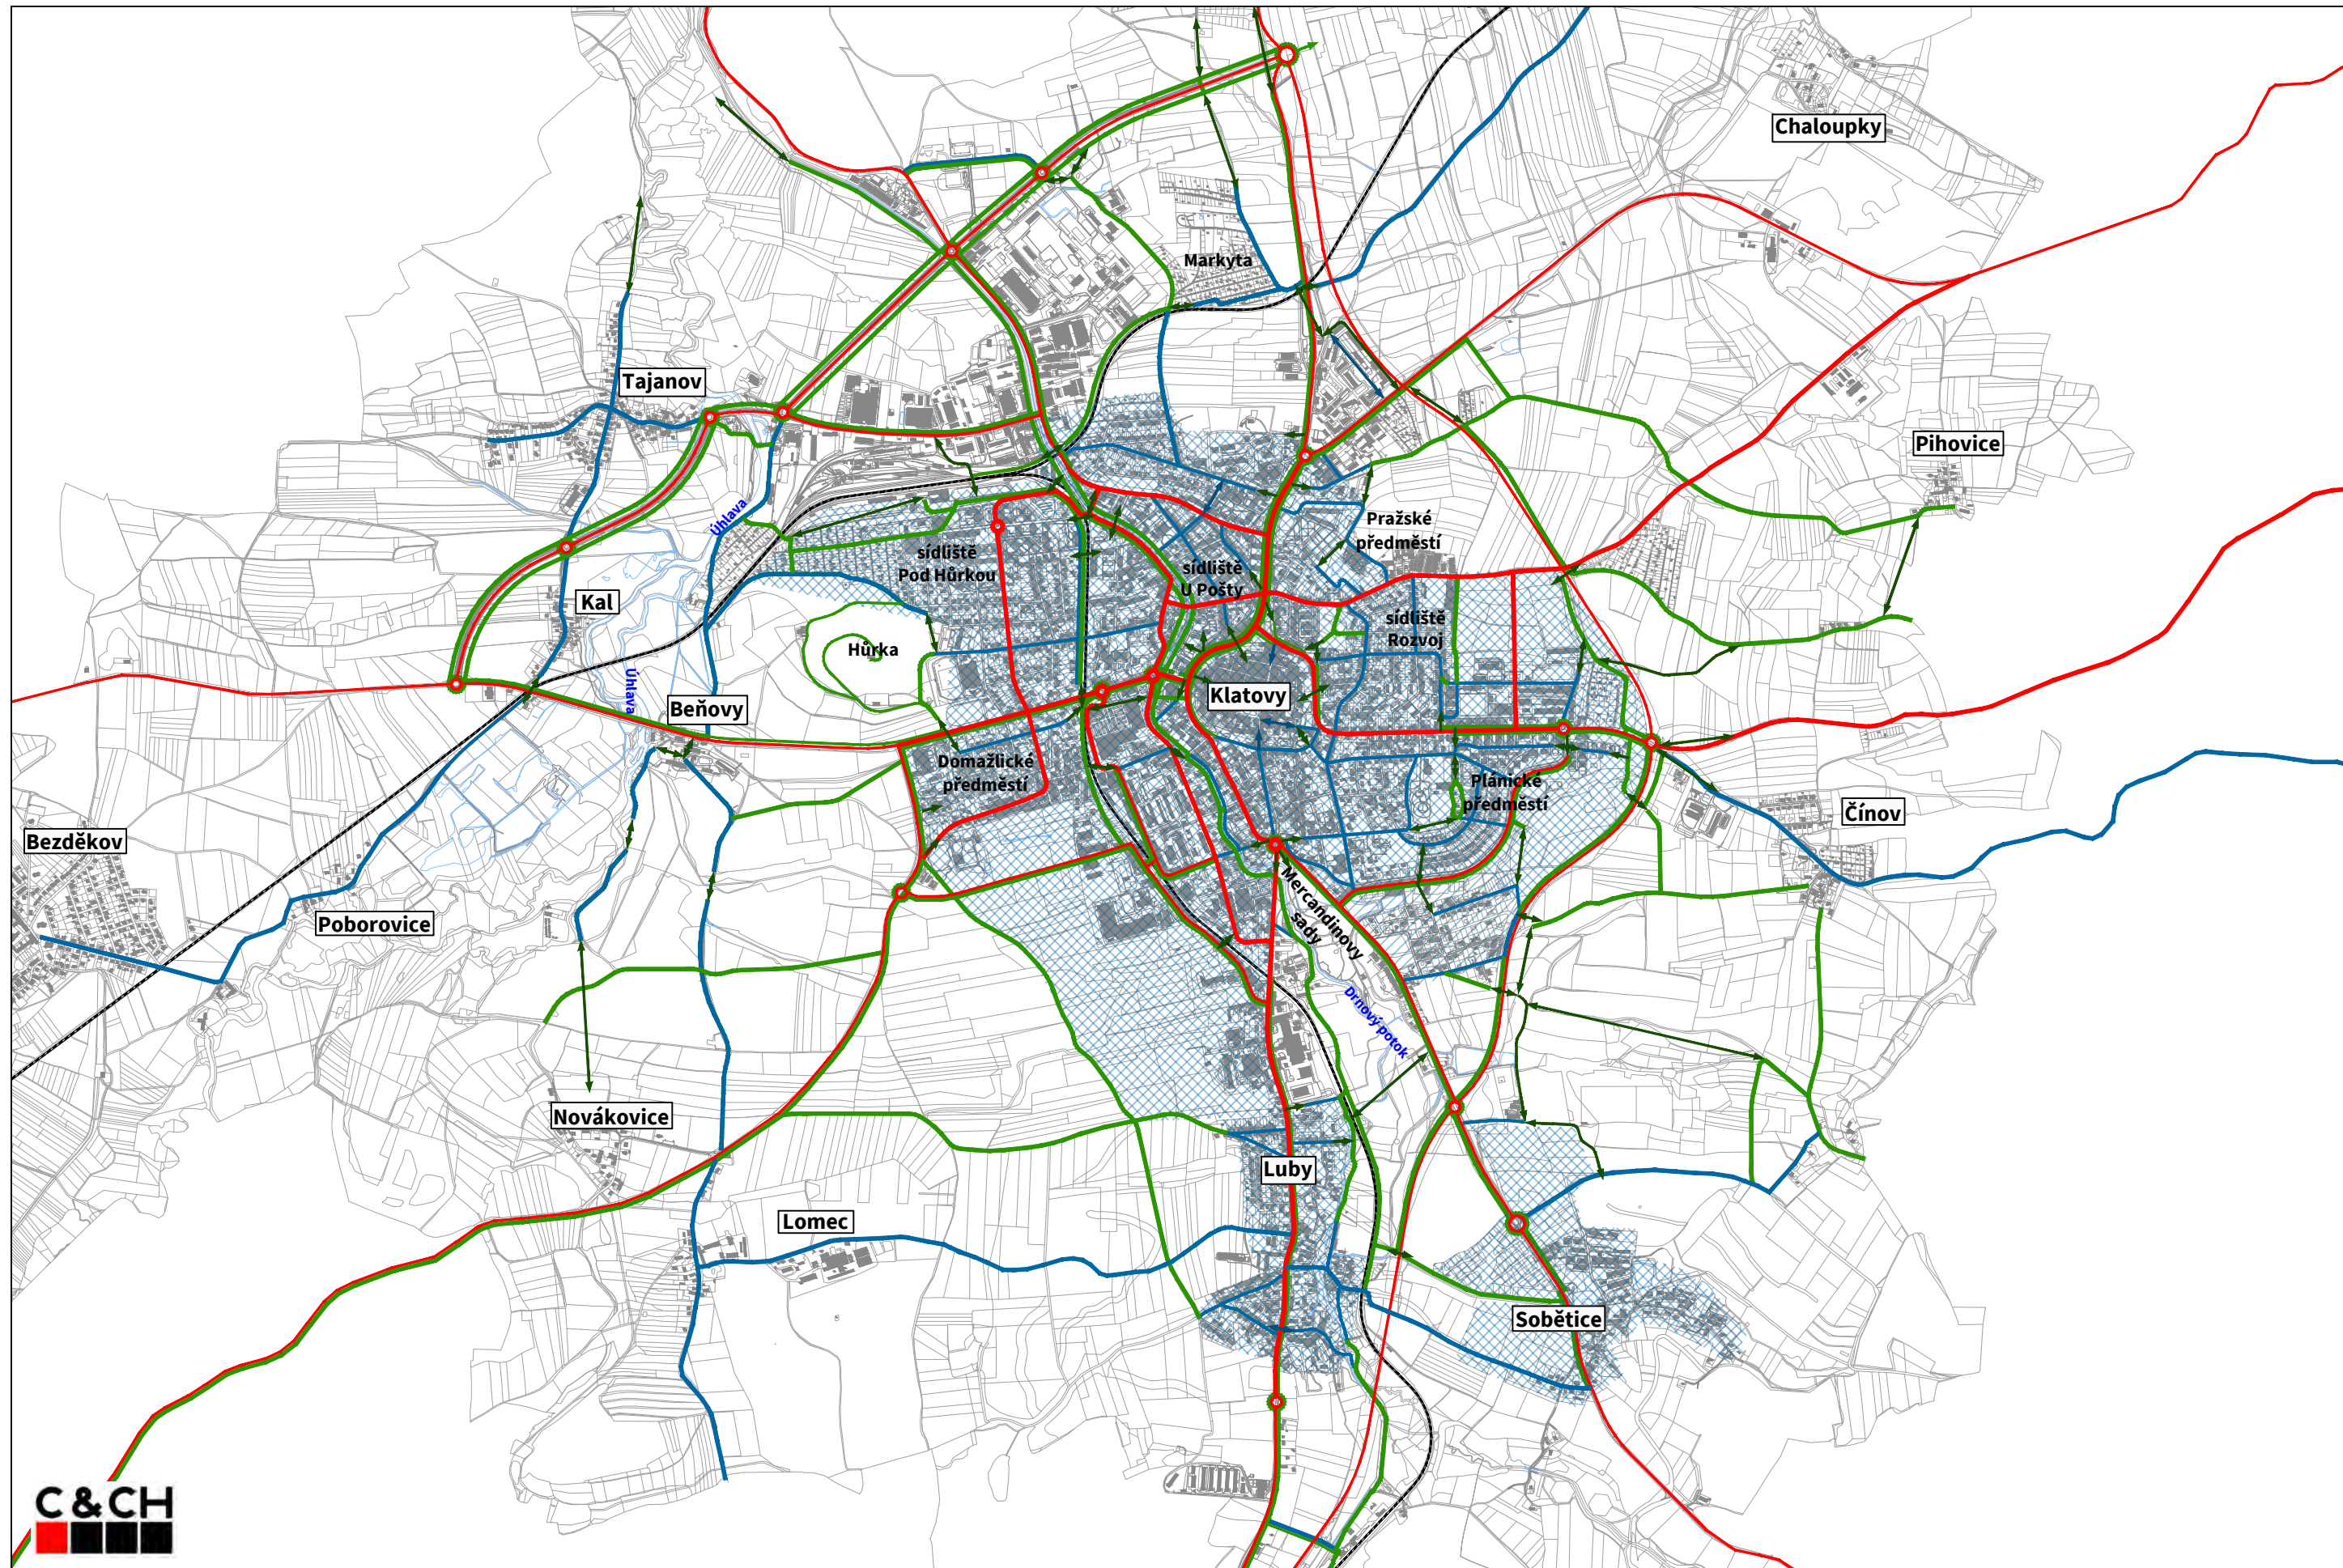 Chaloupky
Markyta
Tajanov
Pihovice
Úhlava
Pražské
předměstí
sídliště
Pod Hůrkou
sídliště
U Pošty
Kal
sídliště
Rozvoj
Hůrka
Úhlava
Klatovy
Beňovy
Domažlické
předměstí
Plánické
předměstí
Čínov
Bezděkov
Poborovice
Mercandinovy
sady
Drnový potok
Novákovice
Luby
Lomec
Sobětice
C & CH